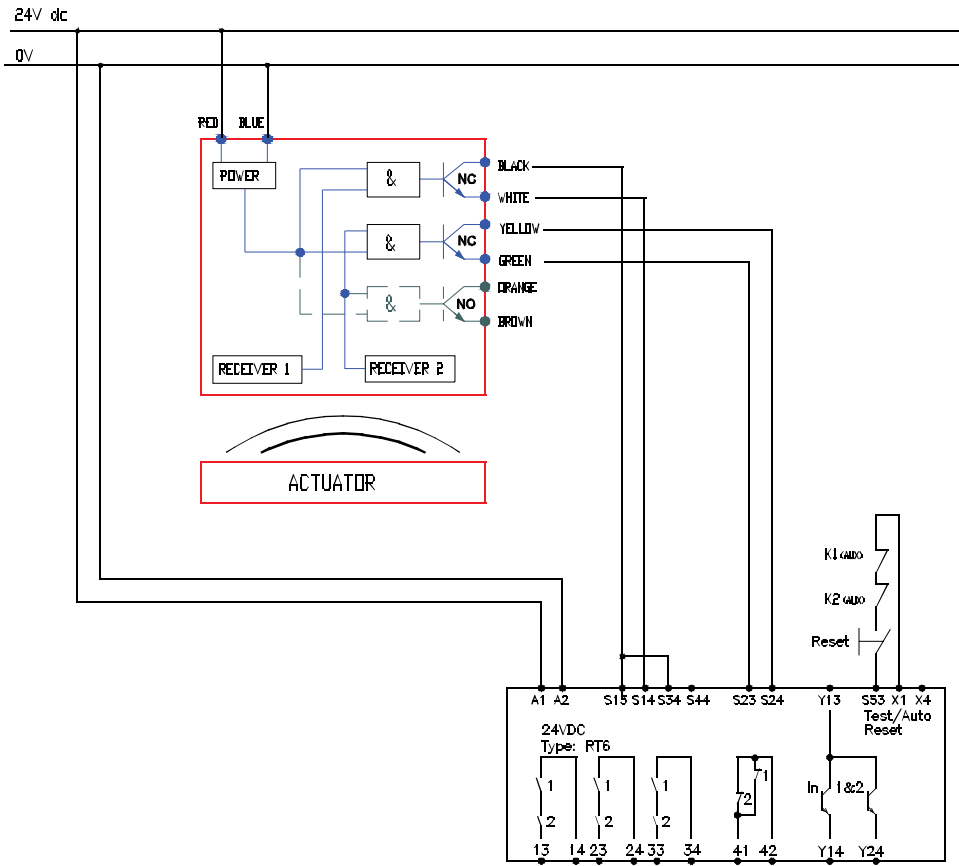 24V dc
0V
RED BLUE
POWER
&
NC
BLACK
WHITE
&
NC
YELLOW
GREEN
&
NO
ORANGE
BROWN
RECEIVER 1
RECEIVER 2
ACTUATOR
K1 (AUX)
K2 (AUX)
Reset
A1 A2 S13 S14 S34 S44 S23 S24 Y13 S53 X1 X4
Test/Auto
Reset
24VDC
Type: RT6
1 1 1 1
2 2 2 2
In 1&2
13 14 23 24 33 34 41 42 Y14 Y24